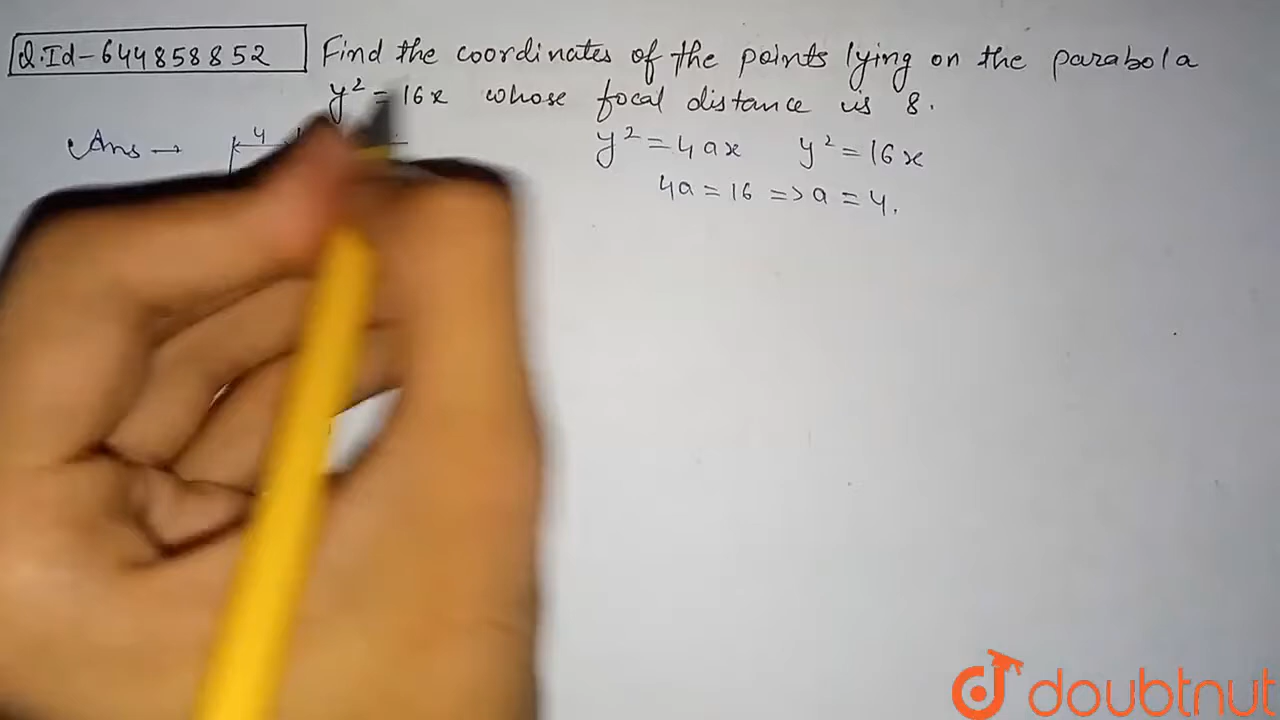 Q.Id-644858852 Find the coordinates of the points lying on the parabola
y² = 16x whose focal distance is 8.
Ans → 4
y² = 4ax y² = 16x
4a = 16 => a = 4.
doubtnut